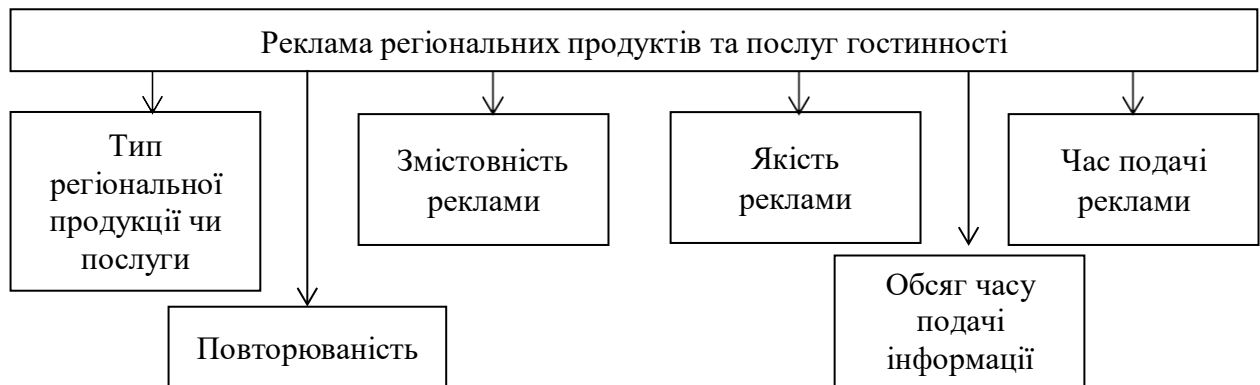 Реклама регіональних продуктів та послуг гостинності
Тип
регіональної
продукції чи
послуги
Змістовність
реклами
Якість
реклами
Час подачі
реклами
Повторюваність
Обсяг часу
подачі
інформації